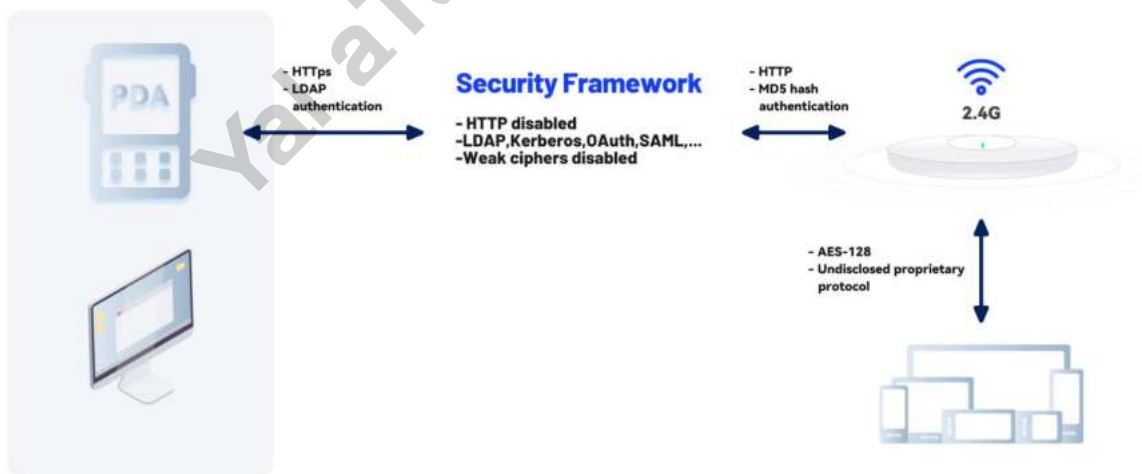 PDA
- HTTps
- LDAP
authentication
Security Framework
- HTTP disabled
-LDAP,Kerberos,OAuth,SAML,...
-Weak ciphers disabled
- HTTP
- MD5 hash
authentication
2.4G
- AES-128
- Undisclosed proprietary
protocol